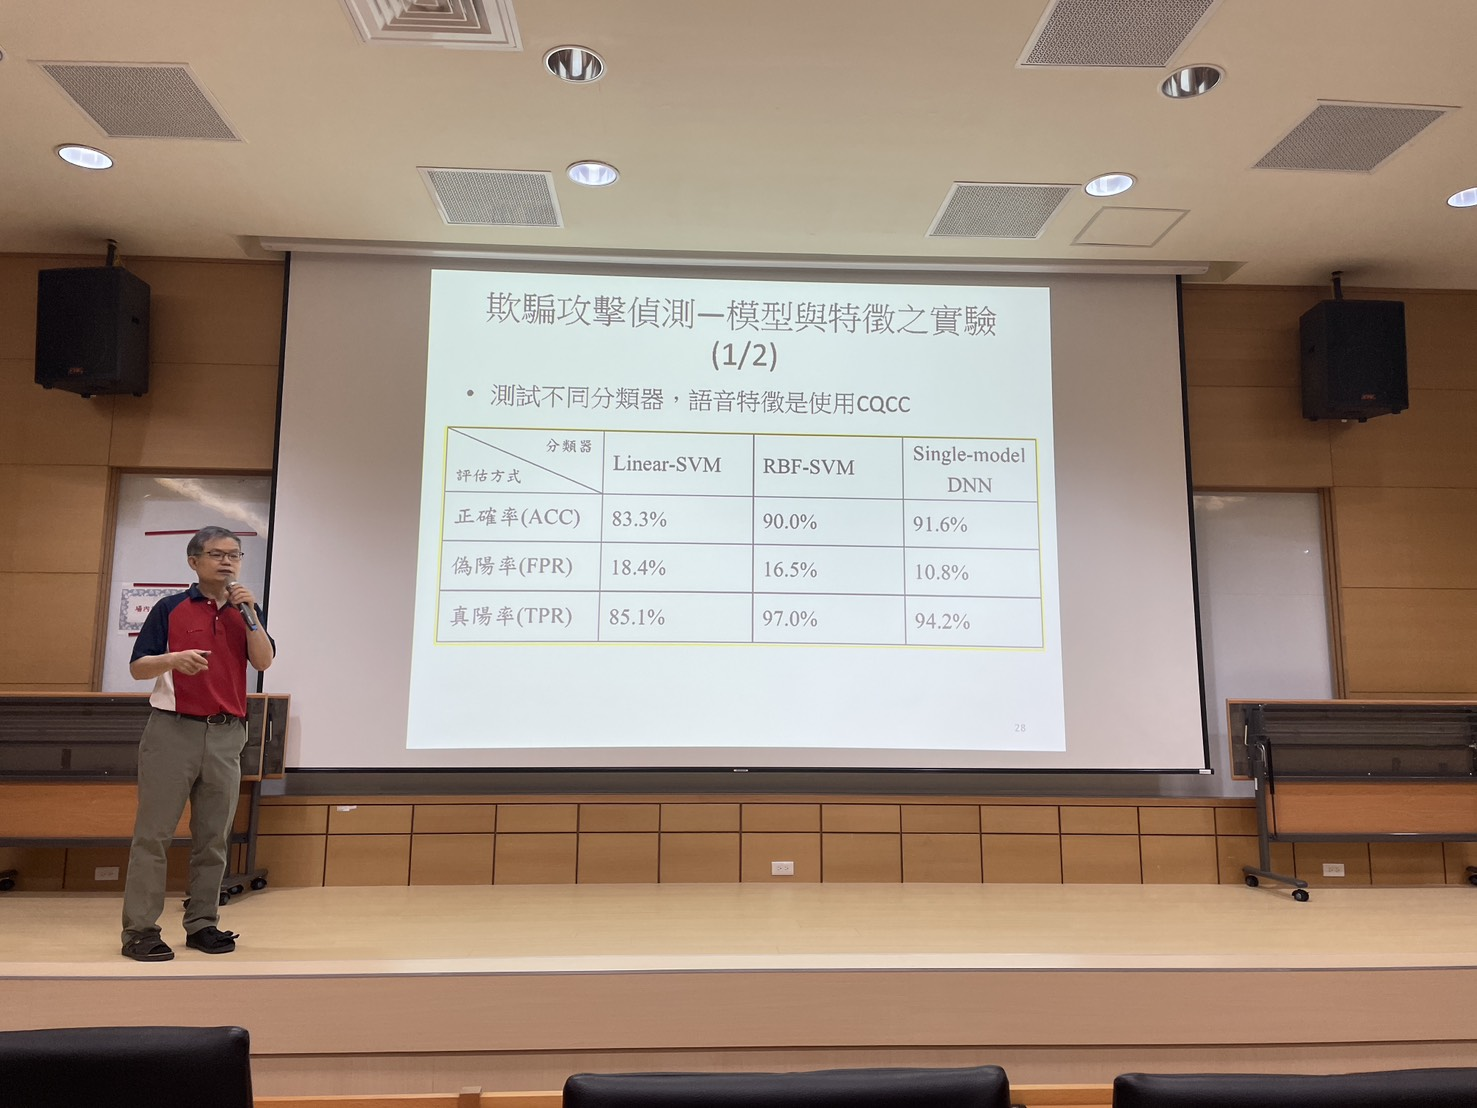 欺騙攻擊偵測—模型與特徵之實驗
(1/2)
• 測試不同分類器，語音特徵是使用CQCC
分類器
評估方式
Linear-SVM
RBF-SVM
Single-model
DNN
正確率(ACC) 83.3% 90.0% 91.6%
偽陽率(FPR) 18.4% 16.5% 10.8%
真陽率(TPR) 85.1% 97.0% 94.2%
28
場內